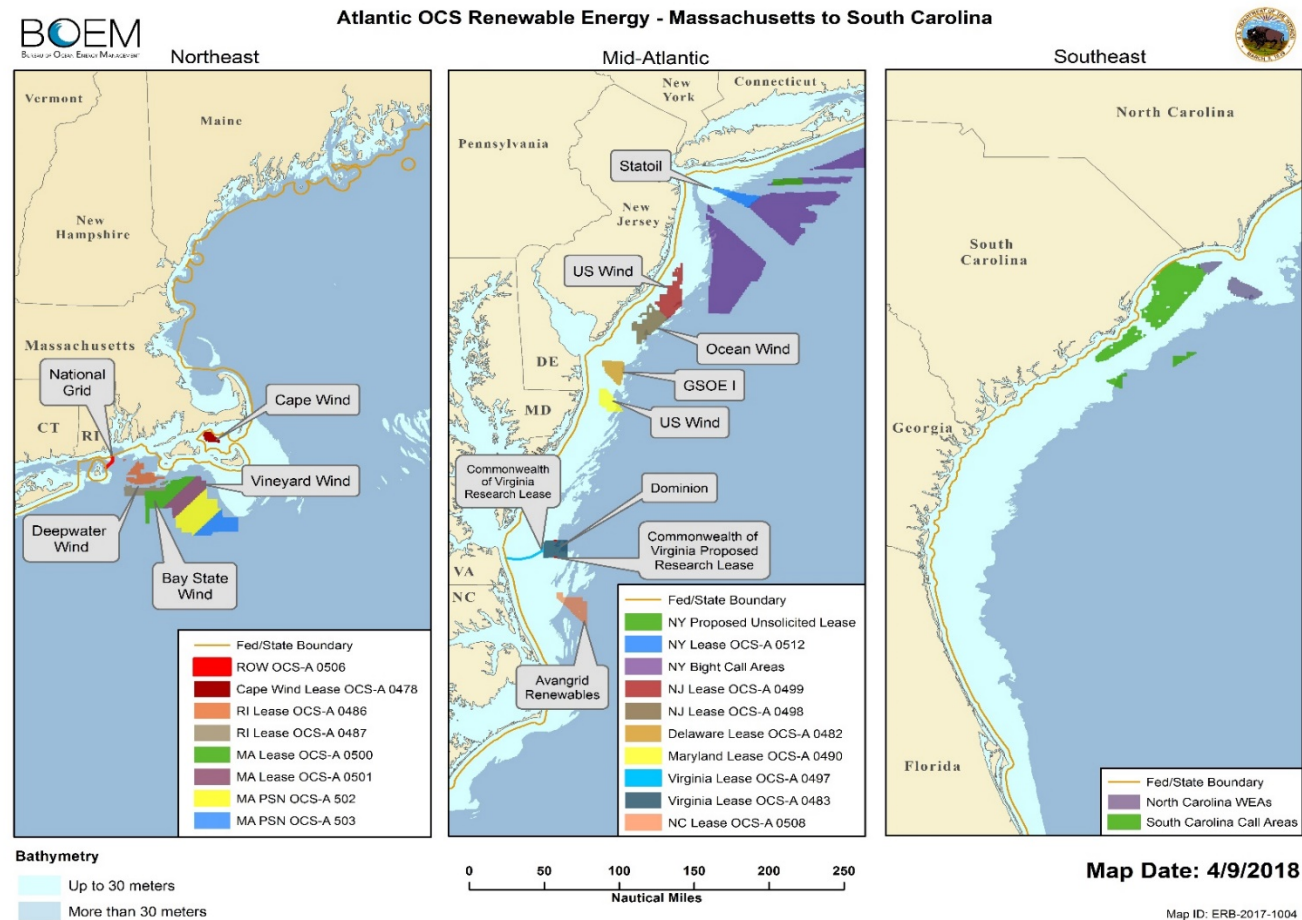 Atlantic OCS Renewable Energy - Massachusetts to South Carolina
BOEM
BUREAU OF OCEAN ENERGY MANAGEMENT
Northeast
Mid-Atlantic
Southeast
Vermont
Maine
New
Hampshire
Massachusetts
National
Grid
CT
RI
Cape Wind
Vineyard Wind
Deepwater
Wind
Bay State
Wind
Fed/State Boundary
ROW OCS-A 0506
Cape Wind Lease OCS-A 0478
RI Lease OCS-A 0486
RI Lease OCS-A 0487
MA Lease OCS-A 0500
MA Lease OCS-A 0501
MA PSN OCS-A 502
MA PSN OCS-A 503
New
York
Connecticut
Pennsylvania
Statoil
New
Jersey
US Wind
Ocean Wind
DE
GSOE I
MD
US Wind
Commonwealth
of Virginia
Research Lease
Dominion
Commonwealth of
Virginia Proposed
Research Lease
VA
NC
Avangrid
Renewables
Fed/State Boundary
NY Proposed Unsolicited Lease
NY Lease OCS-A 0512
NY Bight Call Areas
NJ Lease OCS-A 0499
NJ Lease OCS-A 0498
Delaware Lease OCS-A 0482
Maryland Lease OCS-A 0490
Virginia Lease OCS-A 0497
Virginia Lease OCS-A 0483
NC Lease OCS-A 0508
North Carolina
South
Carolina
Georgia
Florida
Fed/State Boundary
North Carolina WEAs
South Carolina Call Areas
Bathymetry
Up to 30 meters
More than 30 meters
0 50 100 150 200 250
Nautical Miles
Map Date: 4/9/2018
Map ID: ERB-2017-1004